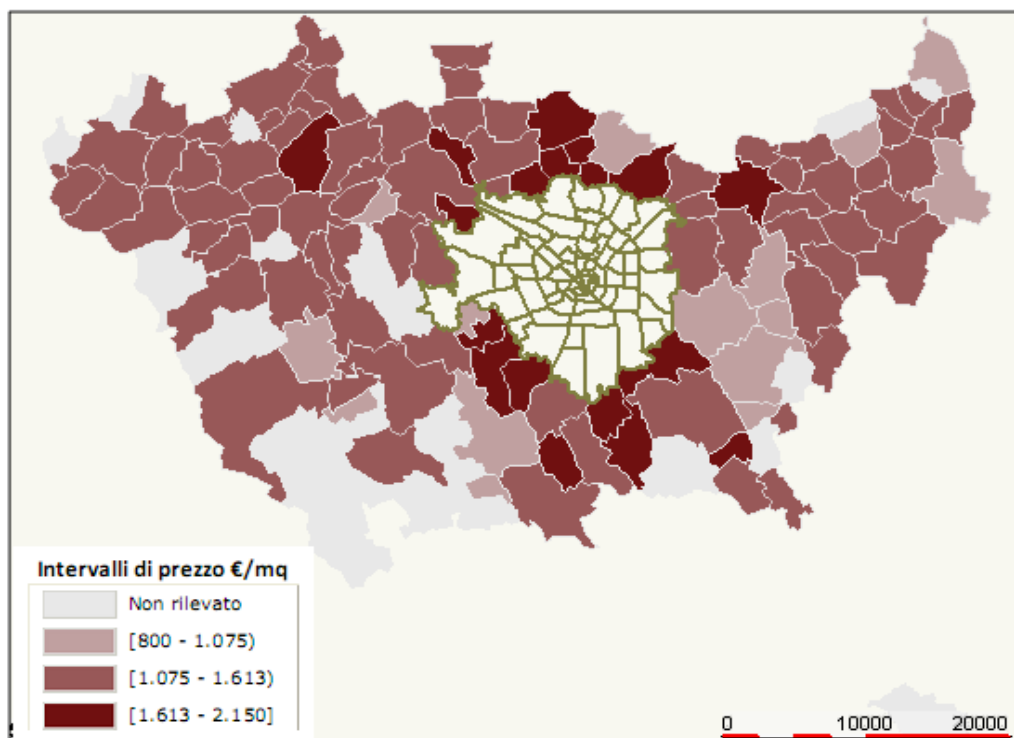 Intervalli di prezzo €/mq
Non rilevato
[800 - 1.075)
[1.075 - 1.613)
[1.613 - 2.150]
0 10000 20000